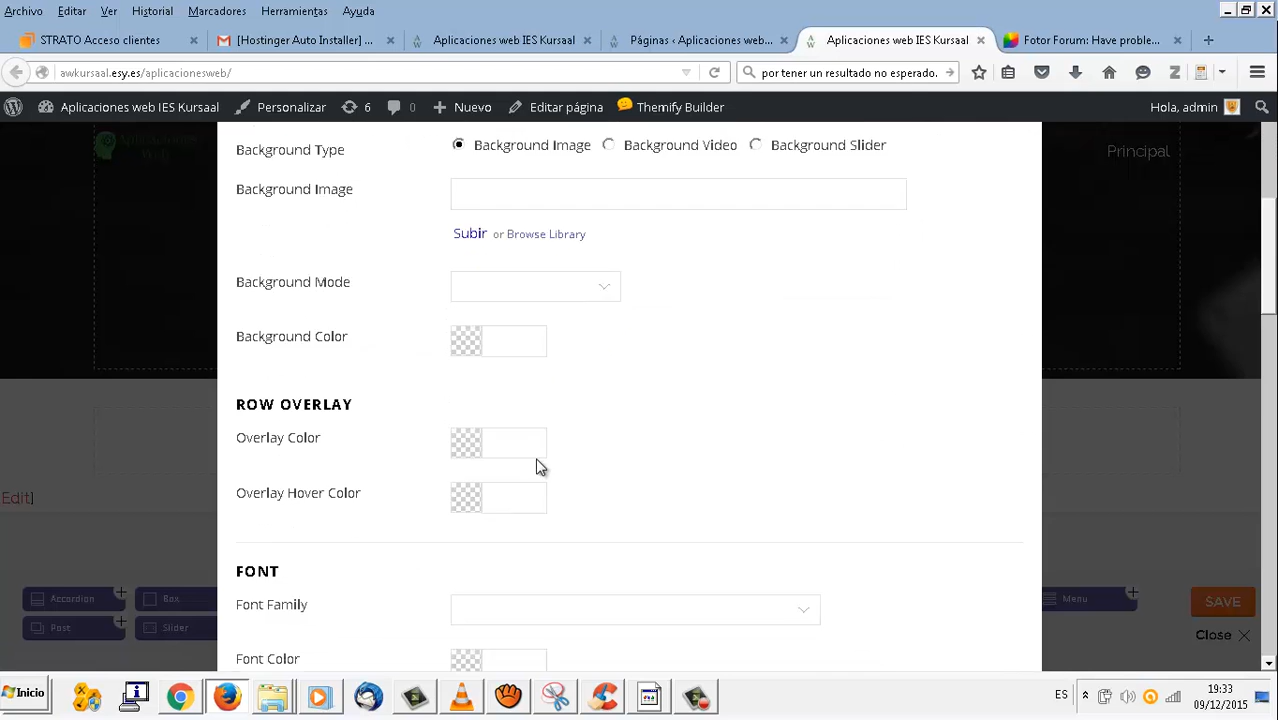 Archivo Editar Ver Historial Marcadores Herramientas Ayuda
STRATO Acceso clientes × [Hostinger Auto Installer] ... × Aplicaciones web IES Kursaal × Páginas ‹ Aplicaciones web... × Aplicaciones web IES Kursaal × Fotor Forum: Have proble... ×
awkursaal.esy.es/aplicacionesweb/ por tener un resultado no esperado.
Aplicaciones web IES Kursaal Personalizar 6 0 Nuevo Editar página Themify Builder Hola, admin
Principal
Background Type Background Image Background Video Background Slider
Background Image
Subir or Browse Library
Background Mode
Background Color
ROW OVERLAY
Overlay Color
Overlay Hover Color
Edit]
FONT
Font Family
Font Color
Accordion Box Menu SAVE
Post Slider Close
Inicio ES 19:33
09/12/2015